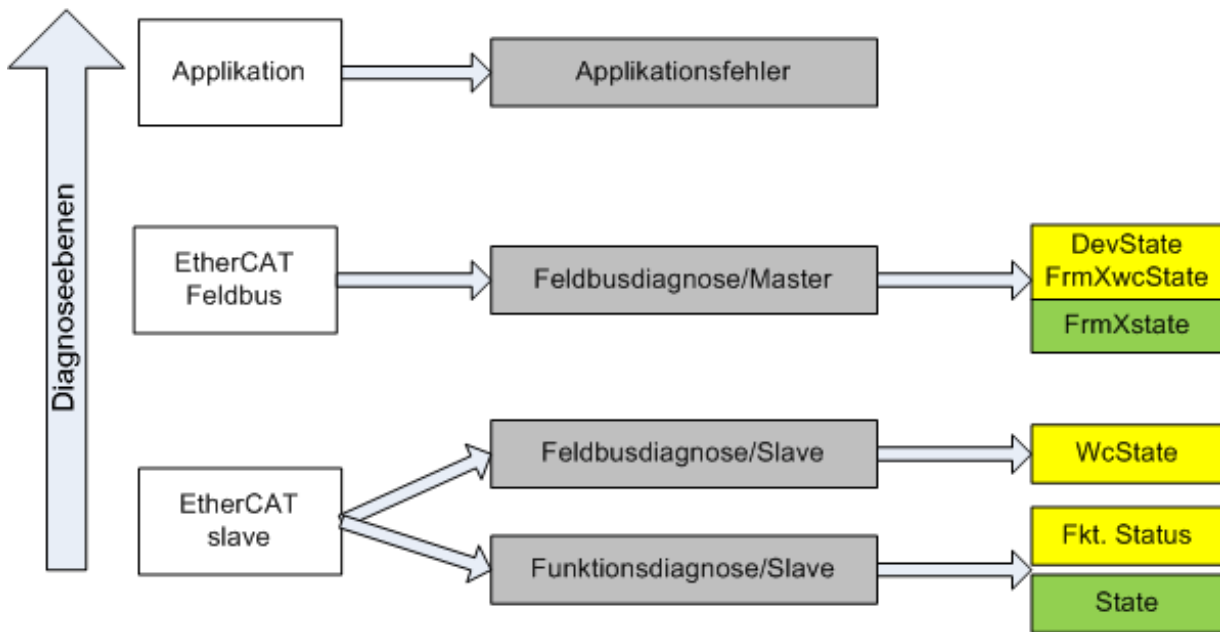 Diagnoseebenen
Applikation
Applikationsfehler
EtherCAT
Feldbus
Feldbusdiagnose/Master
DevState
FrmXwcState
FrmXstate
EtherCAT
slave
Feldbusdiagnose/Slave
WcState
Funktionsdiagnose/Slave
Fkt. Status
State